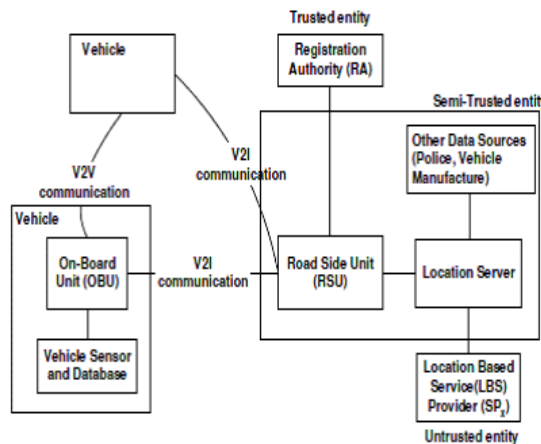 Trusted entity
Vehicle
Registration
Authority (RA)
Semi-Trusted entit
Other Data Sources
(Police, Vehicle
Manufacture)
V2I
communication
V2V
communication
Vehicle
On-Board
Unit (OBU)
V2I
communication
Road Side Unit
(RSU)
Location Server
Vehicle Sensor
and Database
Location Based
Service(LBS)
Provider (SPx)
Untrusted entity